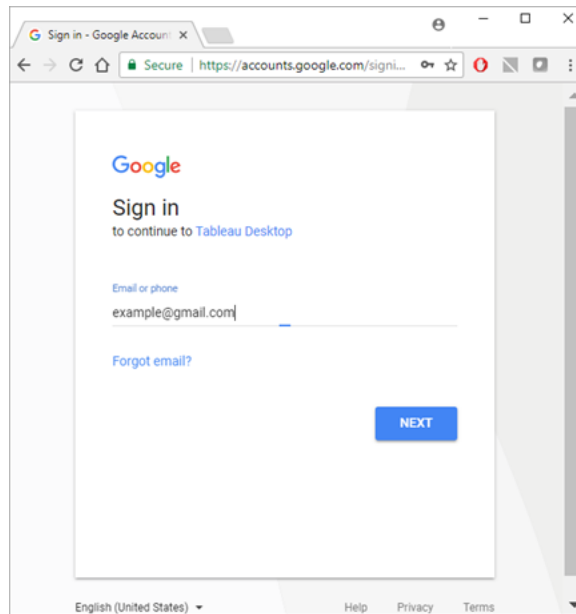 Sign in - Google Accoun
Secure
https://accounts.google.com/signi...
Google
Sign in
to continue to Tableau Desktop
Email or phone
example@gmail.com
Forgot email?
NEXT
English (United States)
Help Privacy Terms